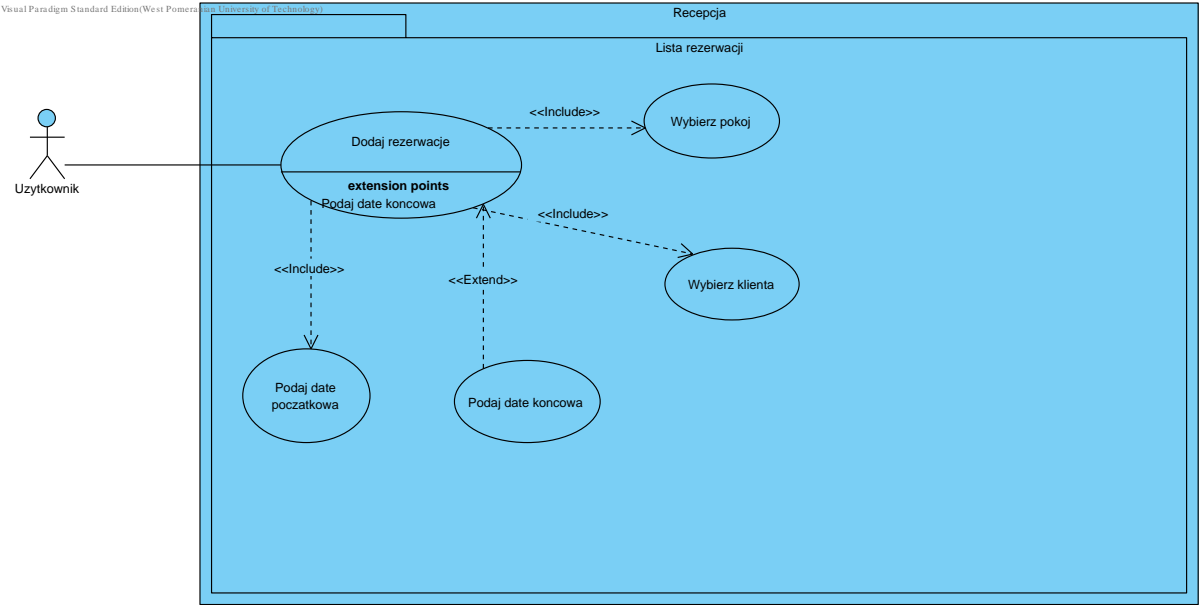 Visual Paradigm Standard Edition(West Pomeranian University of Technology)
Recepcja
Lista rezerwacji
<<Include>>
Wybierz pokoj
Dodaj rezerwacje
extension points
Podaj date koncowa
Uzytkownik
<<Include>>
<<Include>>
<<Extend>>
Wybierz klienta
Podaj date
poczatkowa
Podaj date koncowa